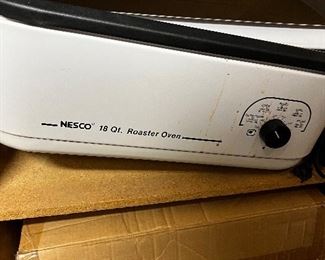 NESCO 18 Qt. Roaster Oven